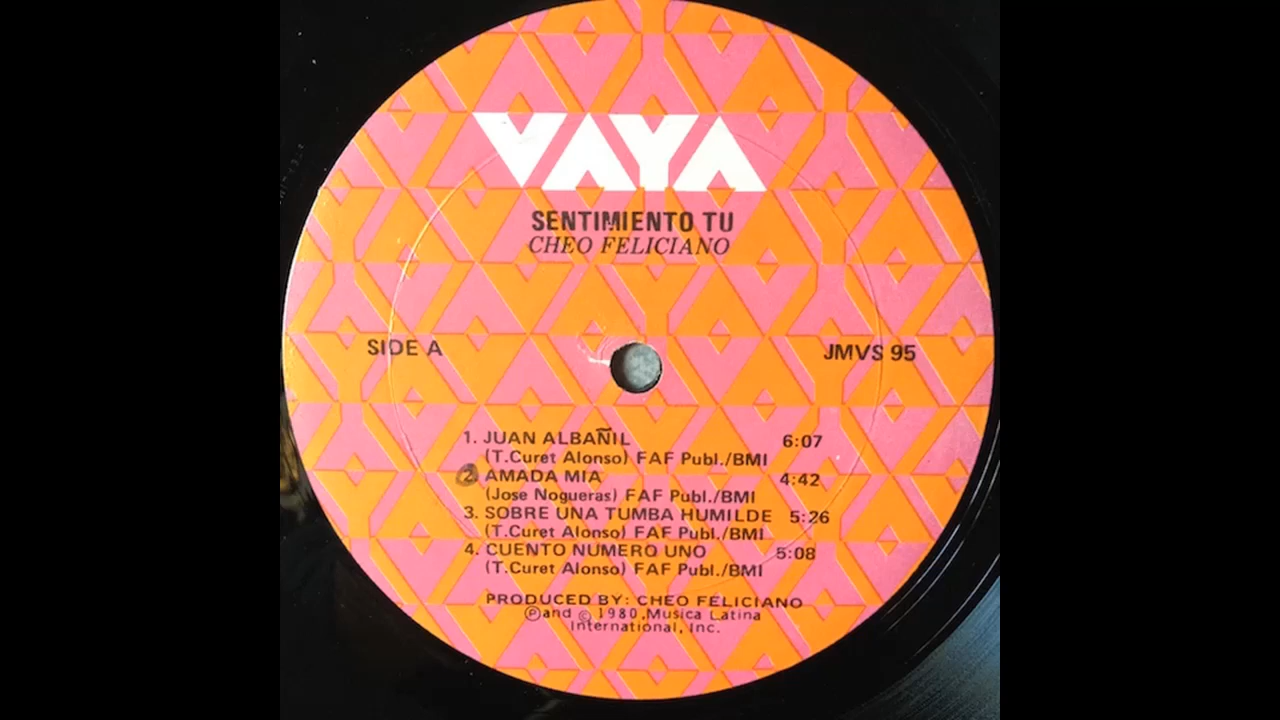 VAYA
SENTIMIENTO TU
CHEO FELICIANO
SIDE A
JMVS 95
1. JUAN ALBAÑIL 6:07
(T.Curet Alonso) FAF Publ./BMI
2. AMADA MIA 4:42
(Jose Nogueras) FAF Publ./BMI
3. SOBRE UNA TUMBA HUMILDE 5:26
(T.Curet Alonso) FAF Publ./BMI
4. CUENTO NUMERO UNO 5:08
(T.Curet Alonso) FAF Publ./BMI
PRODUCED BY: CHEO FELICIANO
Ⓟand © 1980,Musica Latina
International, Inc.